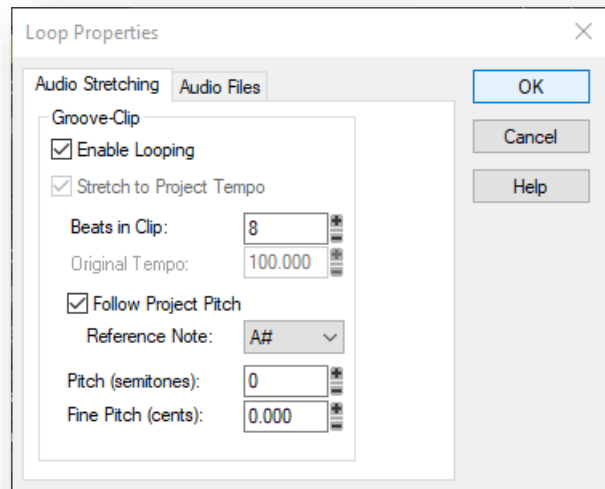 Loop Properties
Audio Stretching Audio Files
OK
Groove-Clip
Enable Looping
Cancel
Stretch to Project Tempo
Help
Beats in Clip: 8
Original Tempo: 100.000
Follow Project Pitch
Reference Note: A#
Pitch (semitones): 0
Fine Pitch (cents): 0.000